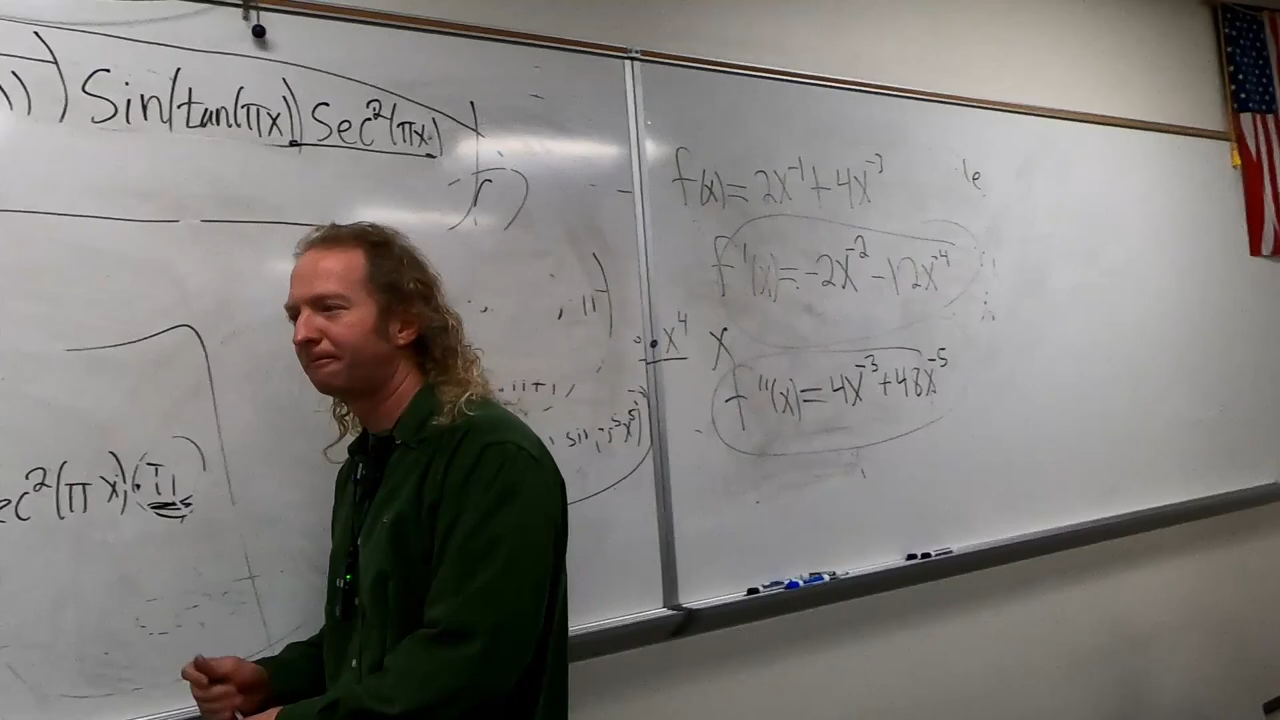 Sin(tan(πx)) Sec²(πx)
f(x) = 2x⁻¹ + 4x⁻³
f'(x) = -2x⁻² - 12x⁻⁴
x⁴ x
f''(x) = 4x⁻³ + 48x⁻⁵
ec²(πx)